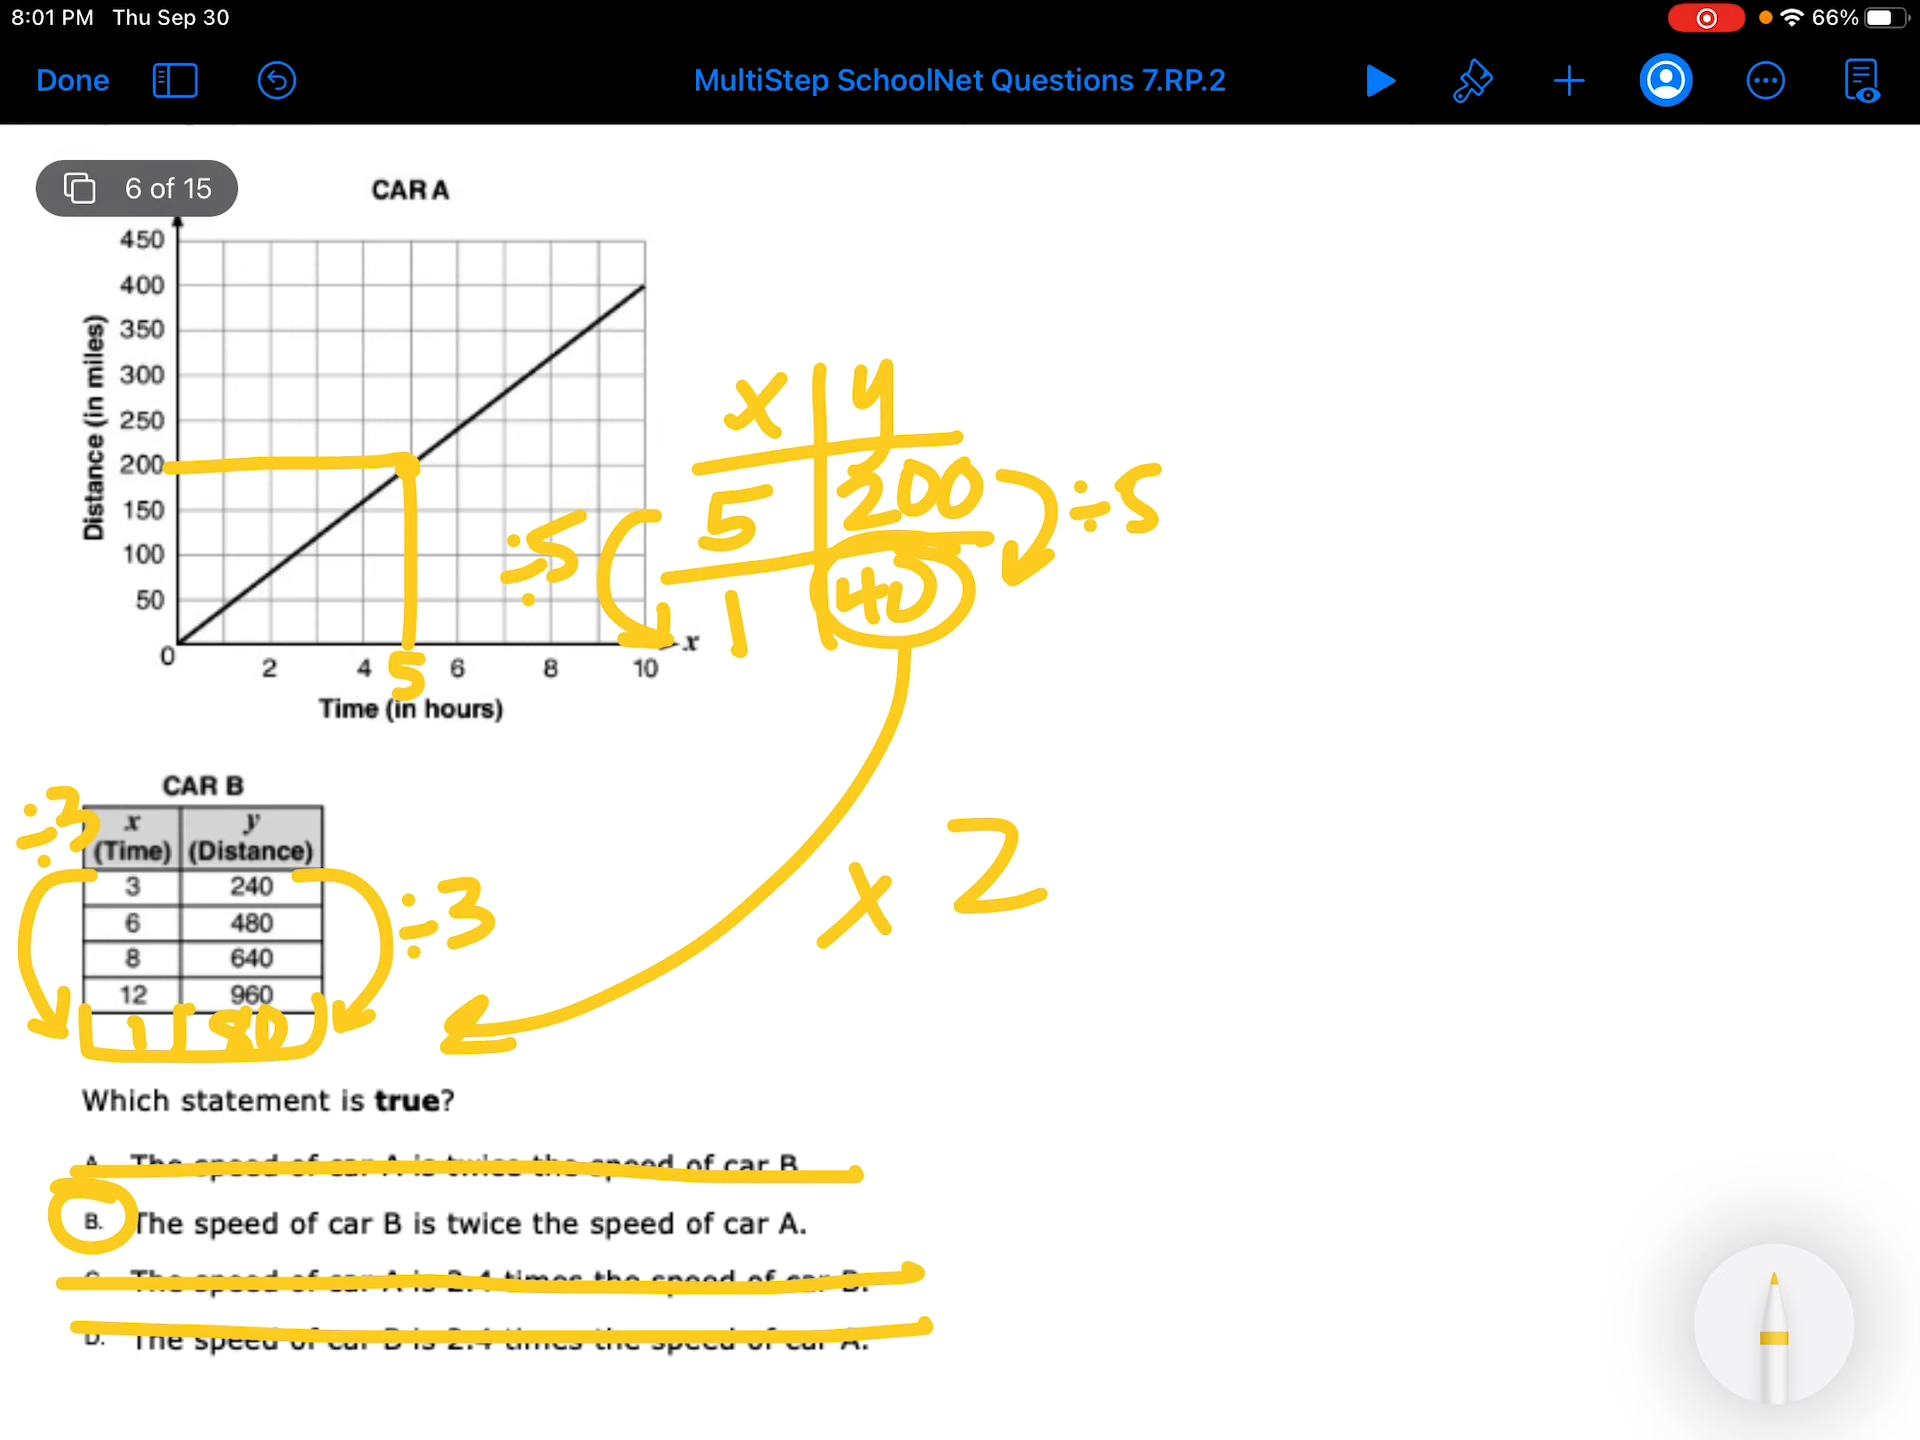 8:01 PM Thu Sep 30
66%
Done
MultiStep SchoolNet Questions 7.RP.2
6 of 15
CAR A
450
400
350
300
250
200
150
100
50
0
2
4
5
6
8
10
x
Distance (in miles)
Time (in hours)
x y
5 200
1 40
÷5
÷5
x 2
CAR B
÷3
x y
(Time) (Distance)
3 240
6 480
8 640
12 960
1 80
÷3
Which statement is true?
A. The speed of car A is twice the speed of car B.
B. The speed of car B is twice the speed of car A.
C. The speed of car A is 2.4 times the speed of car B.
D. The speed of car B is 2.4 times the speed of car A.